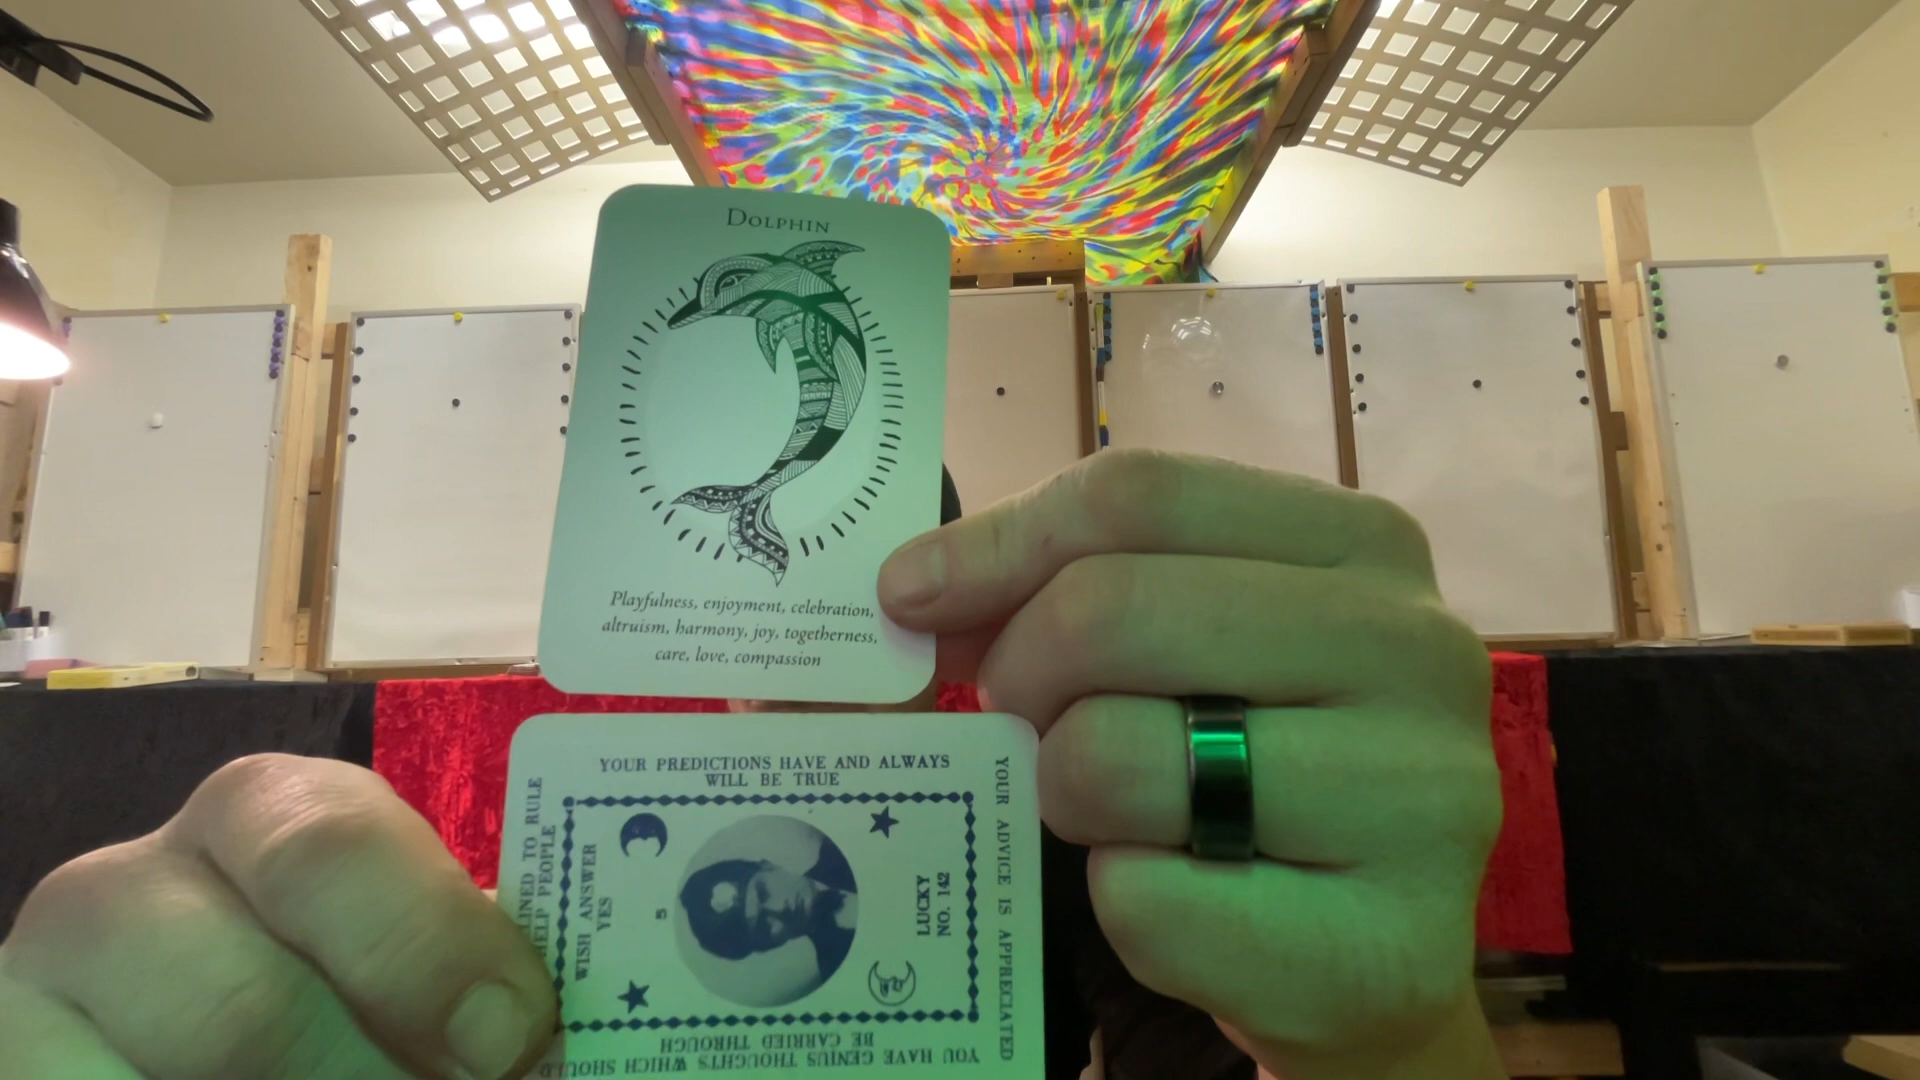 DOLPHIN
Playfulness, enjoyment, celebration,
altruism, harmony, joy, togetherness,
care, love, compassion
YOUR PREDICTIONS HAVE AND ALWAYS
WILL BE TRUE
YOUR ADVICE IS APPRECIATED
TO RULE
HELP PEOPLE
WISH ANSWER
YES
5
LUCKY
NO. 142
YOU HAVE GENIUS THOUGHTS WHICH SHOULD
BE CARRIED THROUGH